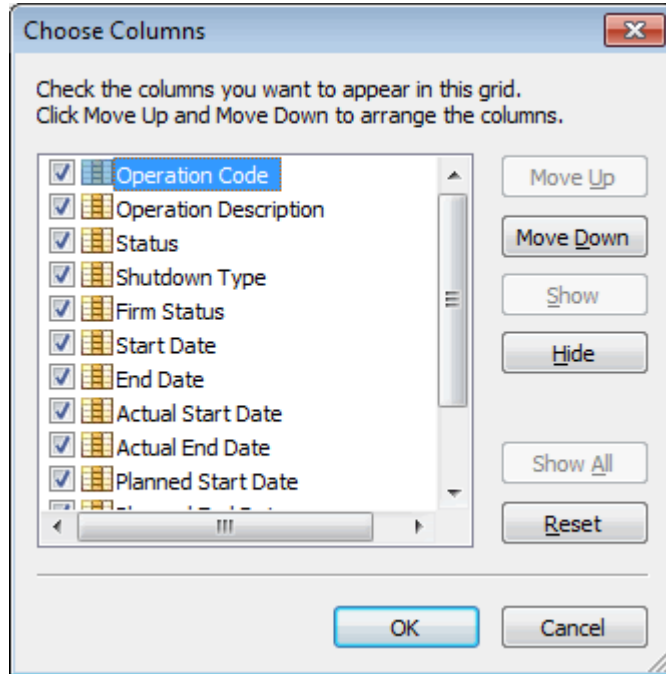 Choose Columns
Check the columns you want to appear in this grid.
Click Move Up and Move Down to arrange the columns.
Operation Code
Operation Description
Status
Shutdown Type
Firm Status
Start Date
End Date
Actual Start Date
Actual End Date
Planned Start Date
Move Up
Move Down
Show
Hide
Show All
Reset
OK
Cancel